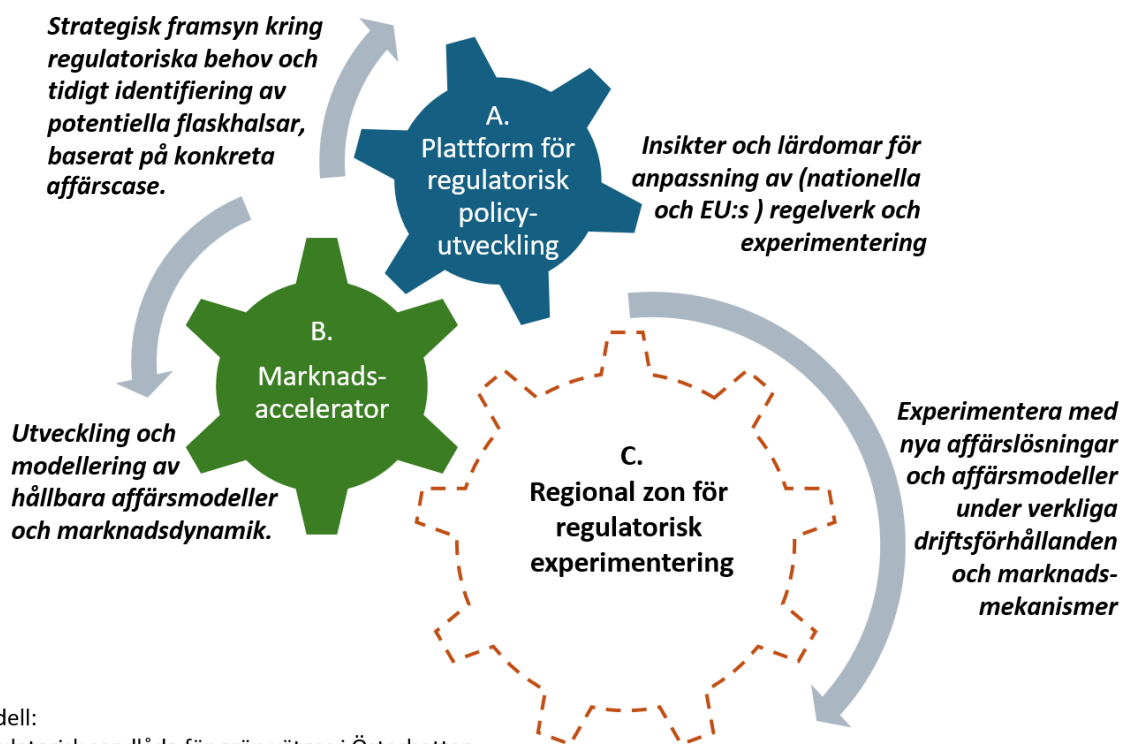 Strategisk framsyn kring
regulatoriska behov och
tidigt identifiering av
potentiella flaskhalsar,
baserat på konkreta
affärscase.
A.
Plattform för
regulatorisk
policy-
utveckling
Insikter och lärdomar för
anpassning av (nationella
och EU:s ) regelverk och
experimentering
B.
Marknads-
accelerator
Utveckling och
modellering av
hållbara affärsmodeller
och marknadsdynamik.
C.
Regional zon för
regulatorisk
experimentering
Experimentera med
nya affärslösningar
och affärsmodeller
under verkliga
driftsförhållanden
och marknads-
mekanismer
dell: